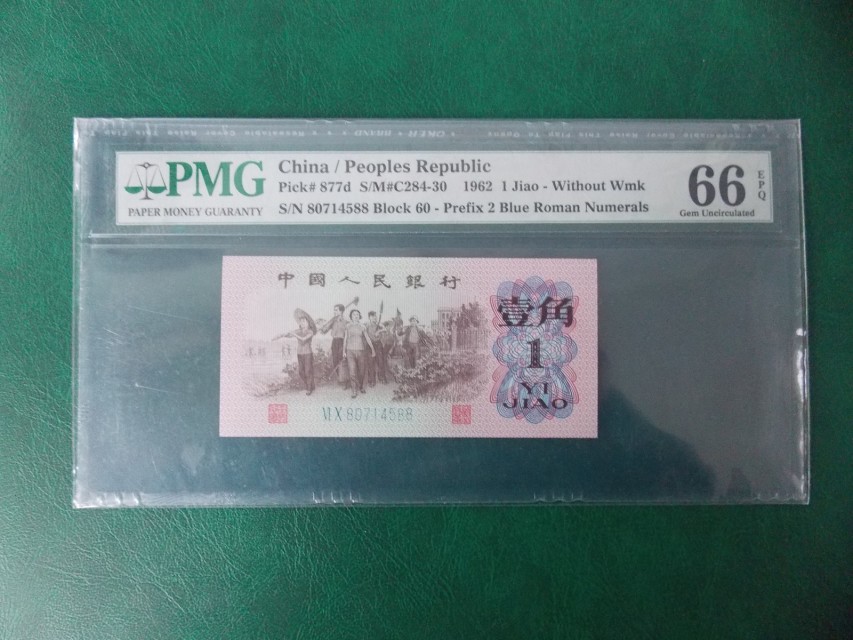 PMG
PAPER MONEY GUARANTY
China / Peoples Republic
Pick# 877d S/M#C284-30 1962 1 Jiao - Without Wmk
S/N 80714588 Block 60 - Prefix 2 Blue Roman Numerals
66 EPQ
Gem Uncirculated
中國人民銀行
壹角
1
YI
JIAO
VI X 80714588